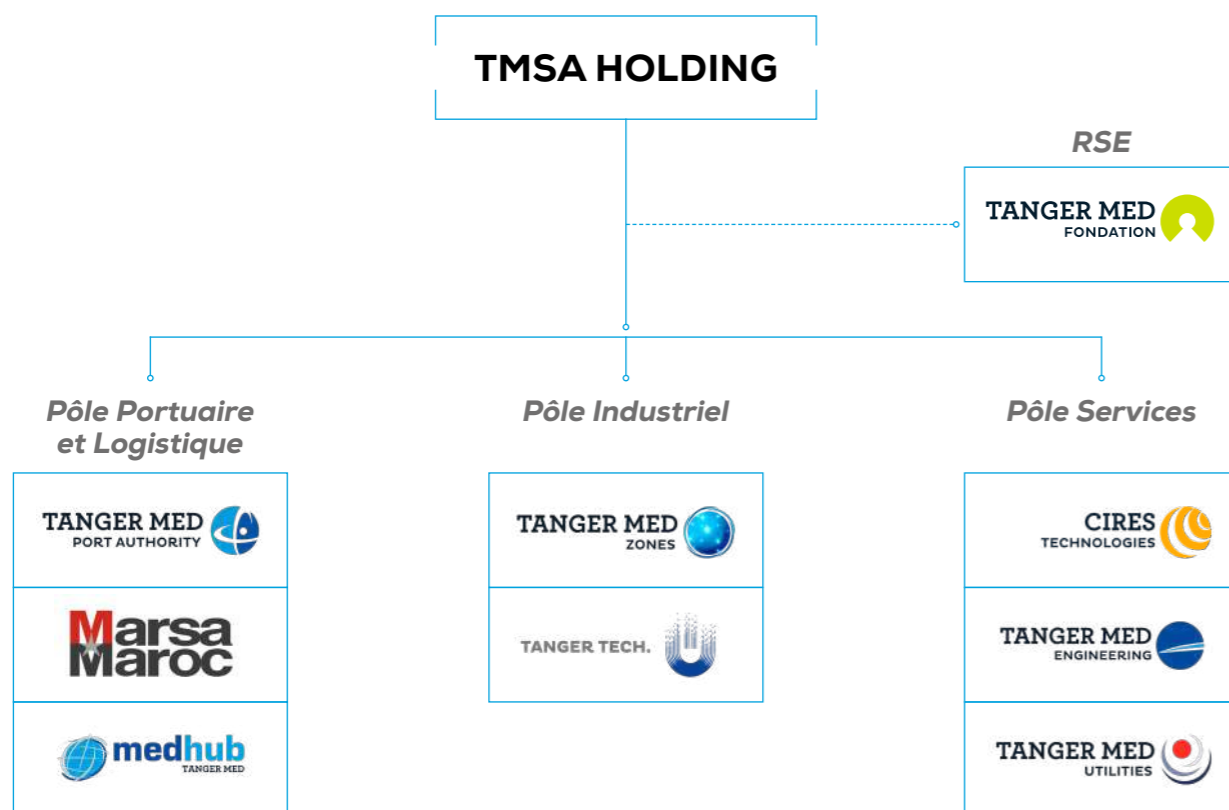 TMSA HOLDING
RSE
TANGER MED
FONDATION
Pôle Portuaire
et Logistique
TANGER MED
PORT AUTHORITY
Marsa
Maroc
medhub
TANGER MED
Pôle Industriel
TANGER MED
ZONES
TANGER TECH.
Pôle Services
CIRES
TECHNOLOGIES
TANGER MED
ENGINEERING
TANGER MED
UTILITIES